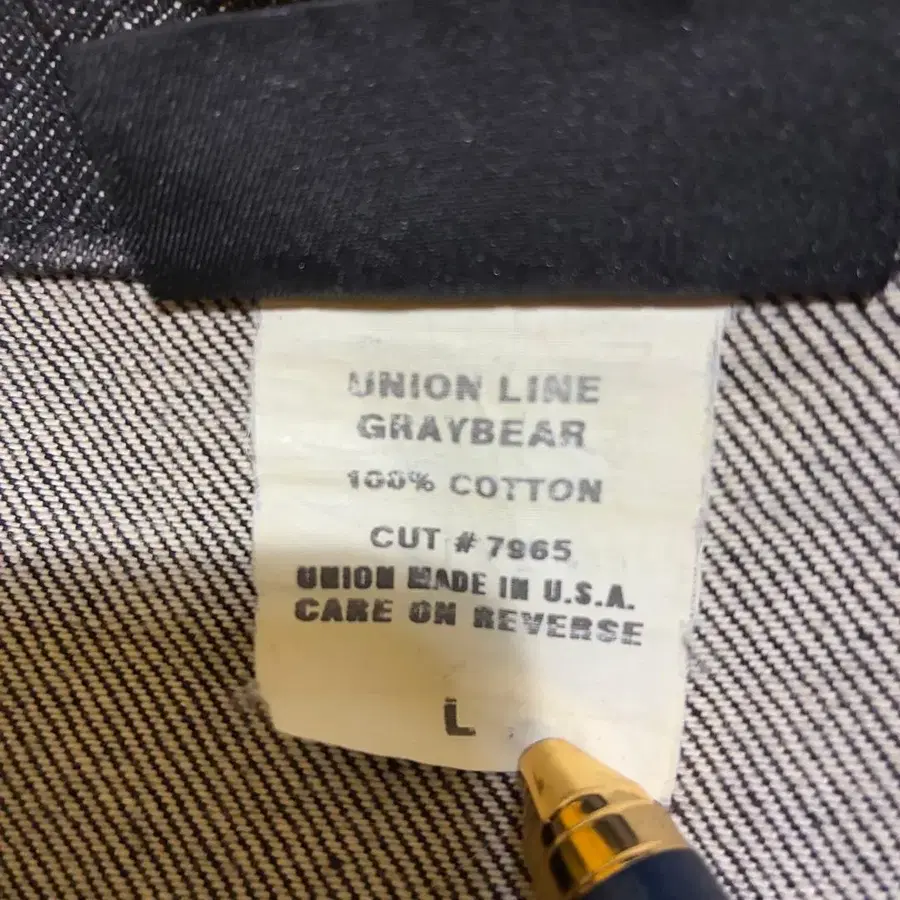 UNION LINE
GRAYBEAR
100% COTTON
CUT # 7965
UNION MADE IN U.S.A.
CARE ON REVERSE
L